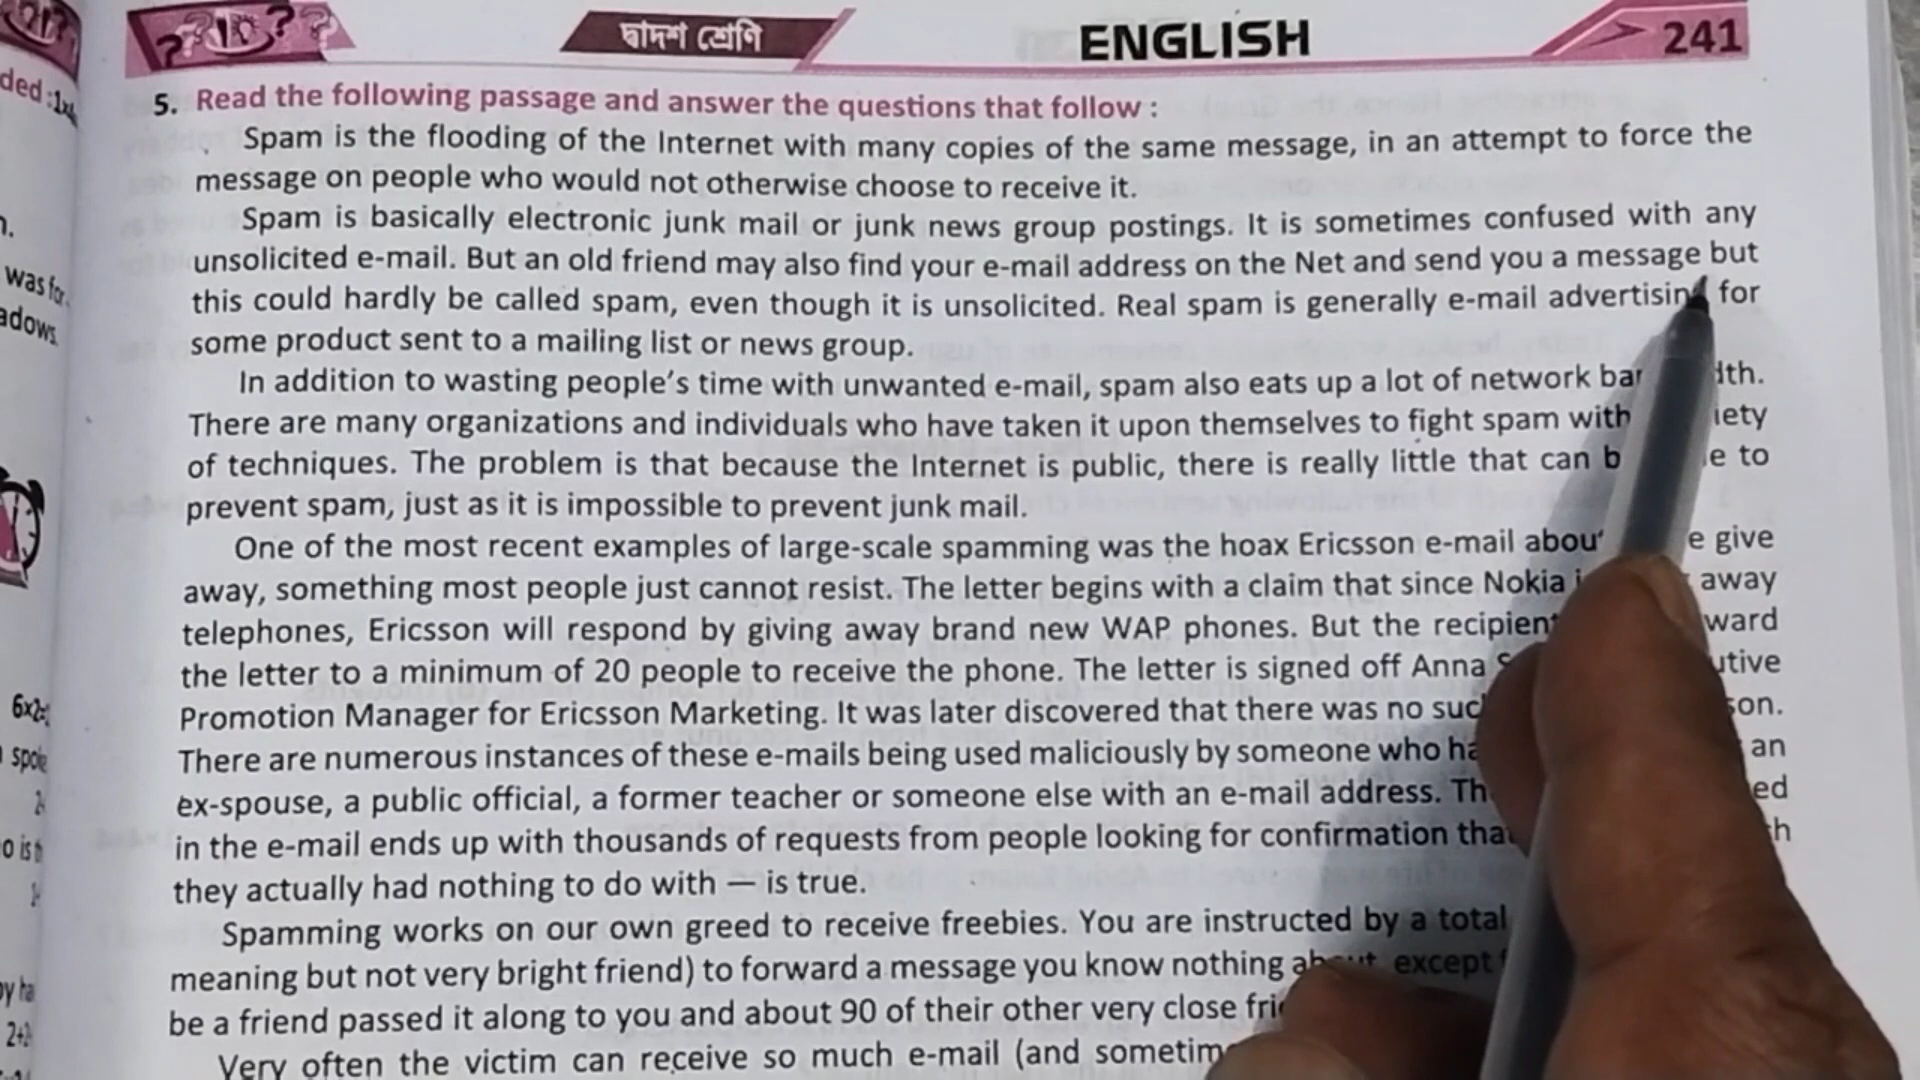 দ্বাদশ শ্রেণি
ENGLISH
241
5. Read the following passage and answer the questions that follow :
Spam is the flooding of the Internet with many copies of the same message, in an attempt to force the
message on people who would not otherwise choose to receive it.
Spam is basically electronic junk mail or junk news group postings. It is sometimes confused with any
unsolicited e-mail. But an old friend may also find your e-mail address on the Net and send you a message but
this could hardly be called spam, even though it is unsolicited. Real spam is generally e-mail advertising for
some product sent to a mailing list or news group.
In addition to wasting people's time with unwanted e-mail, spam also eats up a lot of network
There are many organizations and individuals who have taken it upon themselves to fight spam with
of techniques. The problem is that because the Internet is public, there is really little that can to
prevent spam, just as it is impossible to prevent junk mail.
One of the most recent examples of large-scale spamming was the hoax Ericsson e-mail give
away, something most people just cannot resist. The letter begins with a claim that since Nokia away
telephones, Ericsson will respond by giving away brand new WAP phones. But the
the letter to a minimum of 20 people to receive the phone. The letter is signed off Anna
Promotion Manager for Ericsson Marketing. It was later discovered that there was no
There are numerous instances of these e-mails being used maliciously by someone who an
ex-spouse, a public official, a former teacher or someone else with an e-mail address.
in the e-mail ends up with thousands of requests from people looking for confirmation
they actually had nothing to do with — is true.
Spamming works on our own greed to receive freebies. You are instructed by a total
meaning but not very bright friend) to forward a message you know nothing about, except
be a friend passed it along to you and about 90 of their other very close
Very often the victim can receive so much e-mail (and
ded :
was for
6x2=